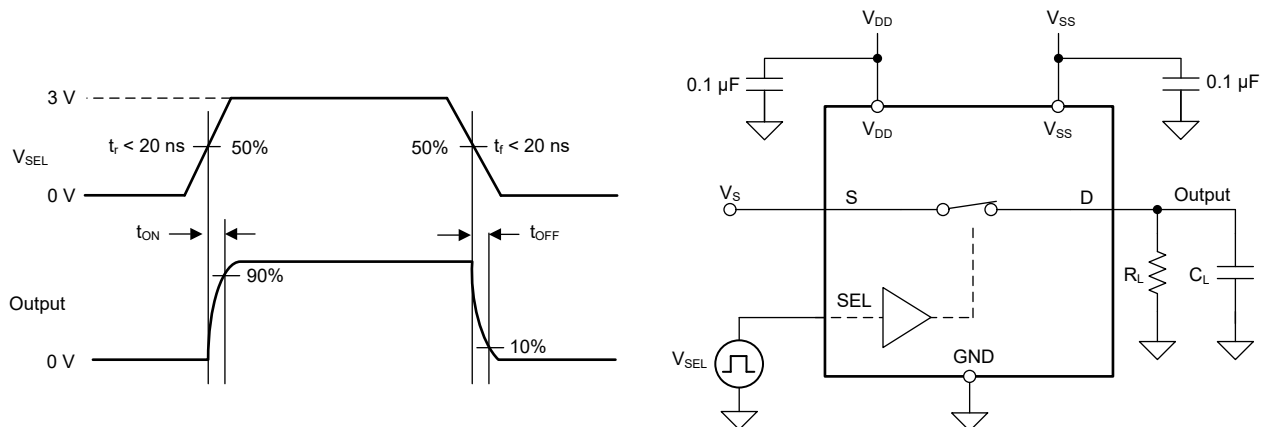 3 V
V_SEL
0 V
t_r < 20 ns
50%
50%
t_f < 20 ns
t_ON
t_OFF
90%
Output
0 V
10%
V_DD
V_SS
0.1 µF
0.1 µF
V_DD
V_SS
V_S
S
D
Output
R_L
C_L
SEL
V_SEL
GND